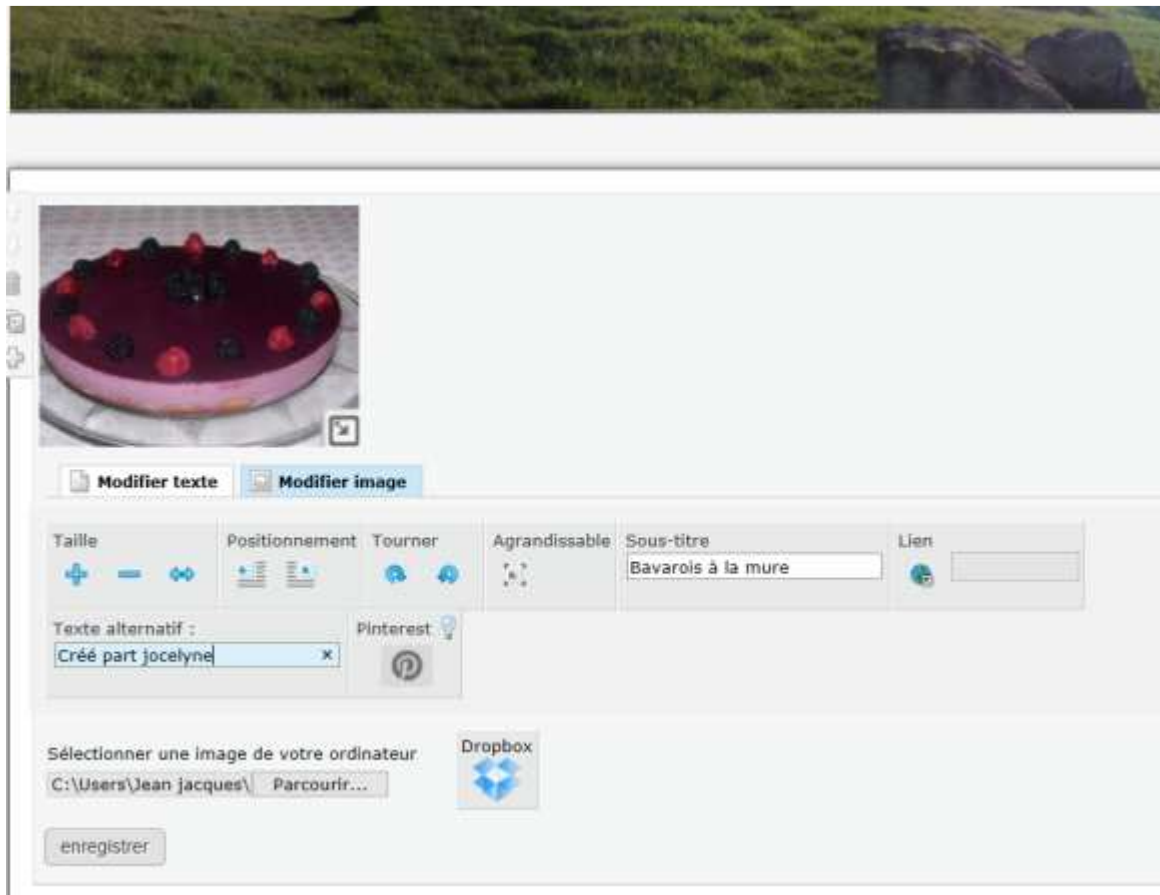 Modifier texte Modifier image
Taille Positionnement Tourner Agrandissable Sous-titre Lien
Bavarois à la mure
Texte alternatif : Pinterest
Créé part jocelyne x
Sélectionner une image de votre ordinateur Dropbox
C:\Users\Jean jacques\ Parcourir...
enregistrer